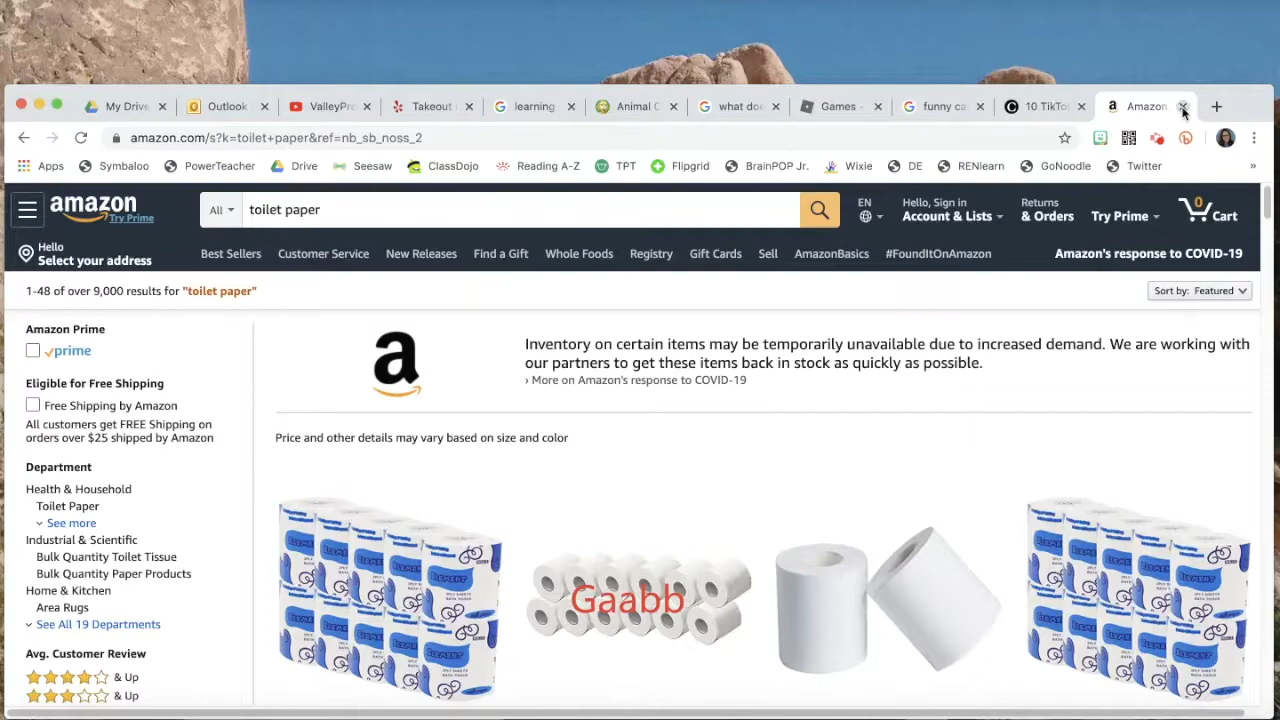 My Drive
Outlook
ValleyPre
Takeout
learning
Animal C
what doe
Games -
funny ca
10 TikTo
Amazon.
amazon.com/s?k=toilet+paper&ref=nb_sb_noss_2
Apps
Symbaloo
PowerTeacher
Drive
Seesaw
ClassDojo
Reading A-Z
TPT
Flipgrid
BrainPOP Jr.
Wixie
DE
RENlearn
GoNoodle
Twitter
»
amazon
Try Prime
All
toilet paper
EN
Hello, Sign in
Account & Lists
Returns
& Orders
Try Prime
0
Cart
Hello
Select your address
Best Sellers
Customer Service
New Releases
Find a Gift
Whole Foods
Registry
Gift Cards
Sell
AmazonBasics
#FoundItOnAmazon
Amazon's response to COVID-19
1-48 of over 9,000 results for "toilet paper"
Sort by: Featured
Amazon Prime
prime
Eligible for Free Shipping
Free Shipping by Amazon
All customers get FREE Shipping on
orders over $25 shipped by Amazon
Department
Health & Household
Toilet Paper
See more
Industrial & Scientific
Bulk Quantity Toilet Tissue
Bulk Quantity Paper Products
Home & Kitchen
Area Rugs
See All 19 Departments
Avg. Customer Review
& Up
& Up
a
Inventory on certain items may be temporarily unavailable due to increased demand. We are working with
our partners to get these items back in stock as quickly as possible.
› More on Amazon's response to COVID-19
Price and other details may vary based on size and color
Gaabb